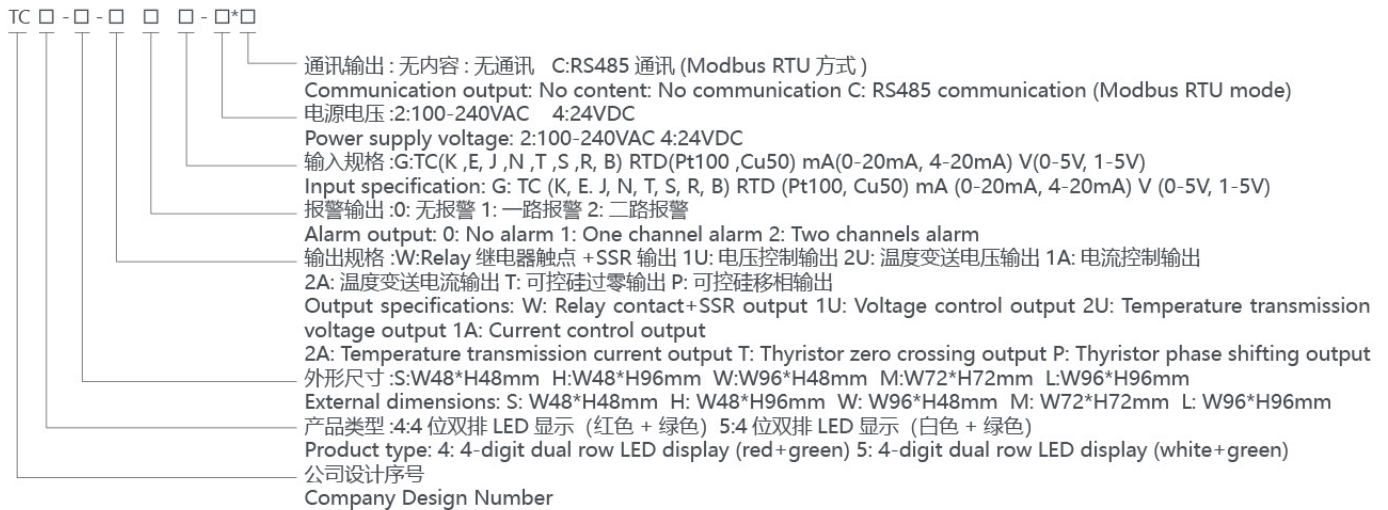 TC □ - □ - □ □ □ - □*□
通讯输出 : 无内容 : 无通讯 C:RS485 通讯 (Modbus RTU 方式 )
Communication output: No content: No communication C: RS485 communication (Modbus RTU mode)
电源电压 :2:100-240VAC 4:24VDC
Power supply voltage: 2:100-240VAC 4:24VDC
输入规格 :G:TC(K ,E, J ,N ,T ,S ,R, B) RTD(Pt100 ,Cu50) mA(0-20mA, 4-20mA) V(0-5V, 1-5V)
Input specification: G: TC (K, E. J, N, T, S, R, B) RTD (Pt100, Cu50) mA (0-20mA, 4-20mA) V (0-5V, 1-5V)
报警输出 :0: 无报警 1: 一路报警 2: 二路报警
Alarm output: 0: No alarm 1: One channel alarm 2: Two channels alarm
输出规格 :W:Relay 继电器触点 +SSR 输出 1U: 电压控制输出 2U: 温度变送电压输出 1A: 电流控制输出
2A: 温度变送电流输出 T: 可控硅过零输出 P: 可控硅移相输出
Output specifications: W: Relay contact+SSR output 1U: Voltage control output 2U: Temperature transmission
voltage output 1A: Current control output
2A: Temperature transmission current output T: Thyristor zero crossing output P: Thyristor phase shifting output
外形尺寸 :S:W48*H48mm H:W48*H96mm W:W96*H48mm M:W72*H72mm L:W96*H96mm
External dimensions: S: W48*H48mm H: W48*H96mm W: W96*H48mm M: W72*H72mm L: W96*H96mm
产品类型 :4:4 位双排 LED 显示（红色 + 绿色）5:4 位双排 LED 显示（白色 + 绿色）
Product type: 4: 4-digit dual row LED display (red+green) 5: 4-digit dual row LED display (white+green)
公司设计序号
Company Design Number